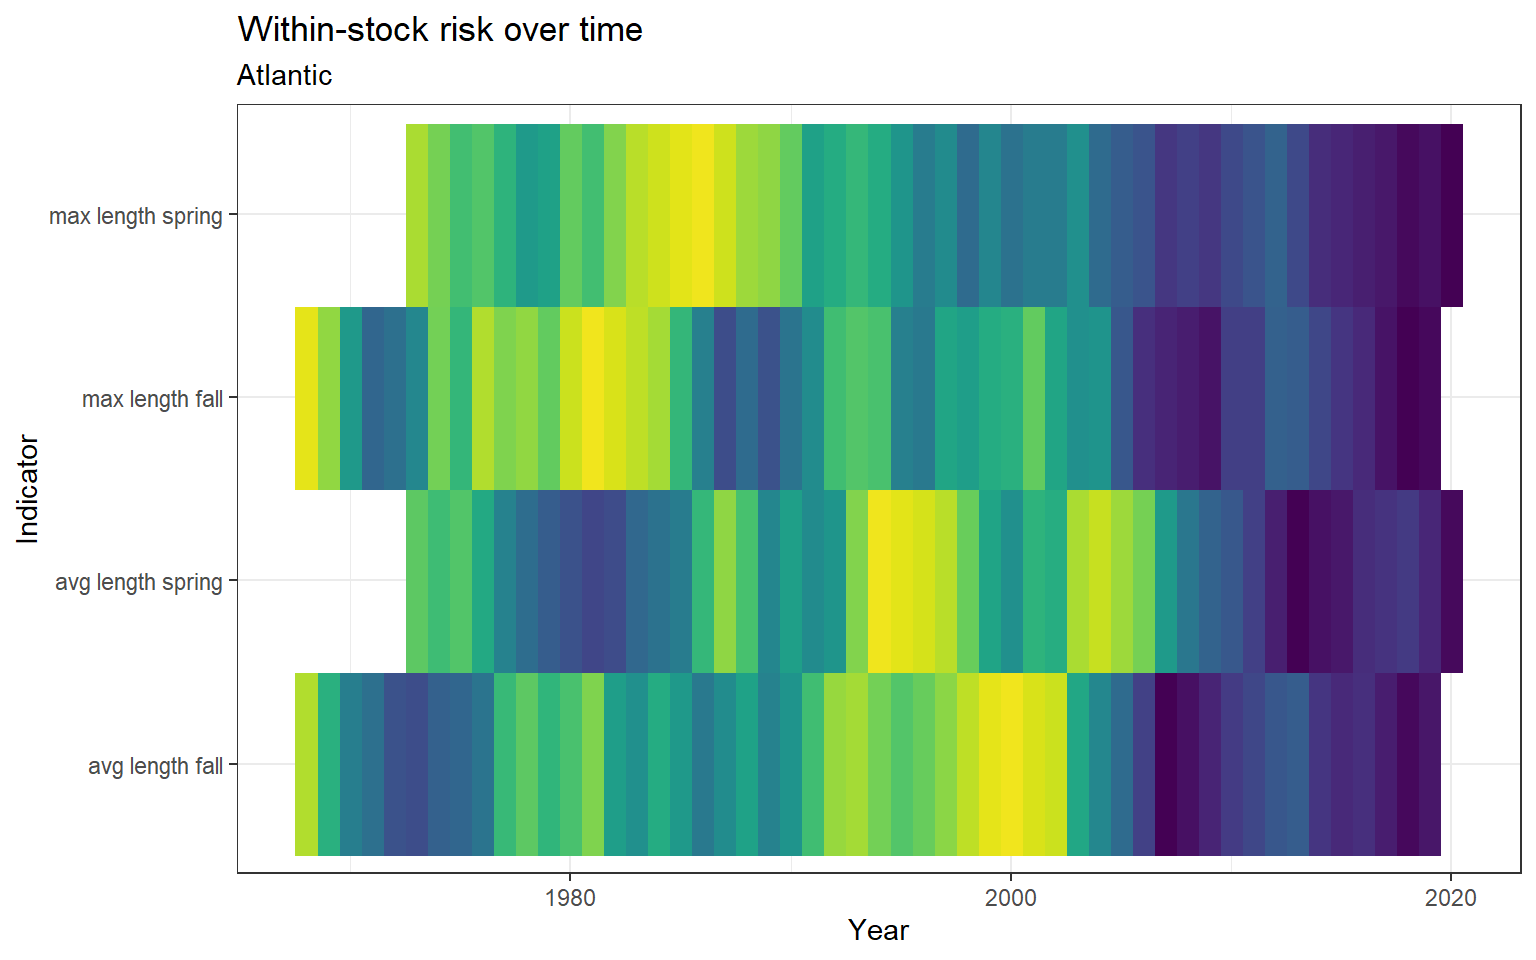 Within-stock risk over time
Atlantic
max length spring
max length fall
avg length spring
avg length fall
Indicator
1980
2000
2020
Year